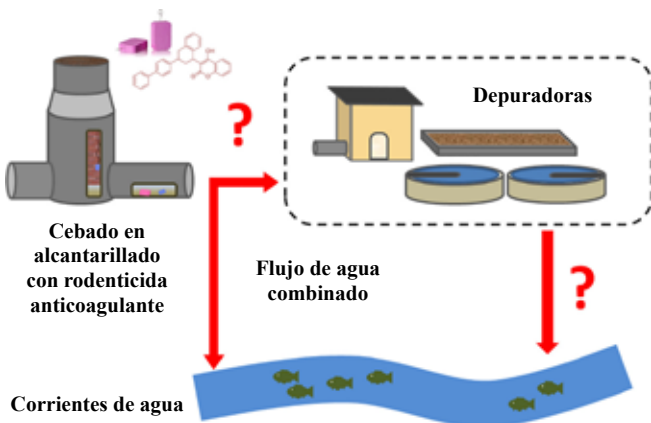 ?
Depuradoras
Cebado en
alcantarillado
con rodenticida
anticoagulante
Flujo de agua
combinado
?
Corrientes de agua